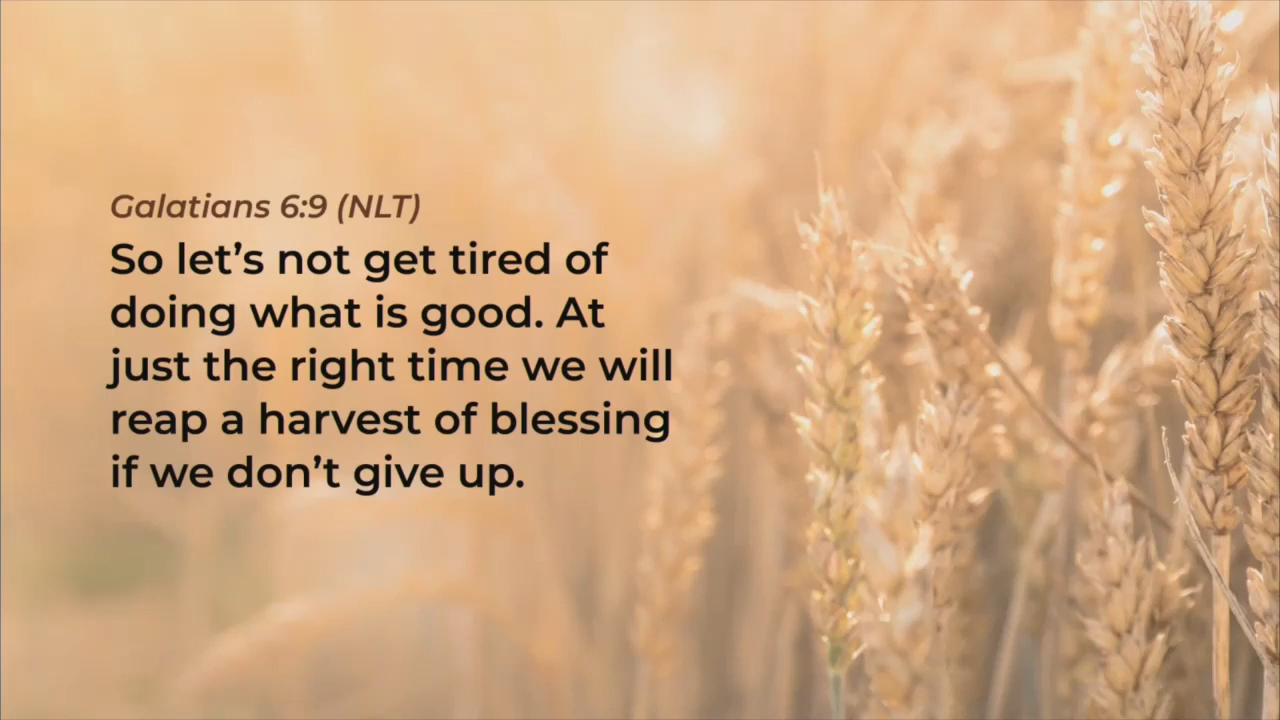 Galatians 6:9 (NLT)
So let’s not get tired of
doing what is good. At
just the right time we will
reap a harvest of blessing
if we don’t give up.